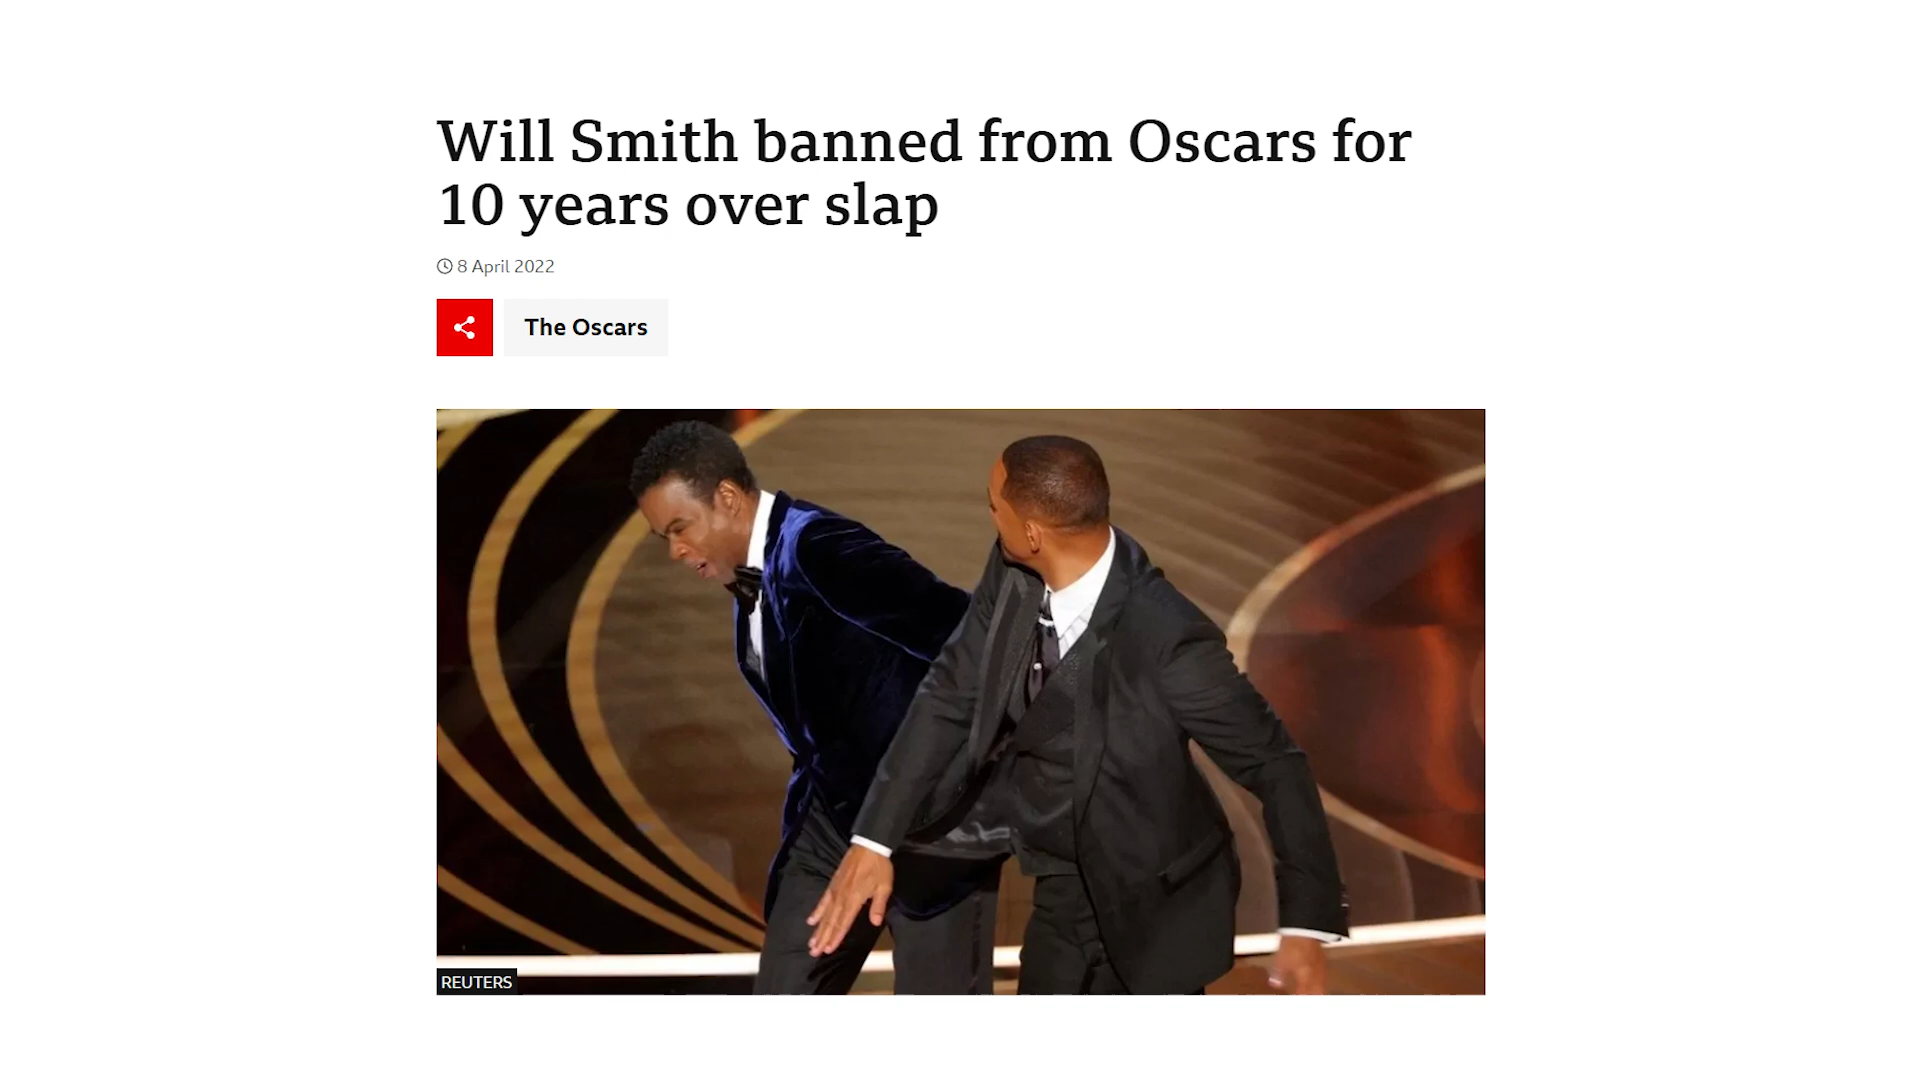 Will Smith banned from Oscars for
10 years over slap
8 April 2022
The Oscars
REUTERS